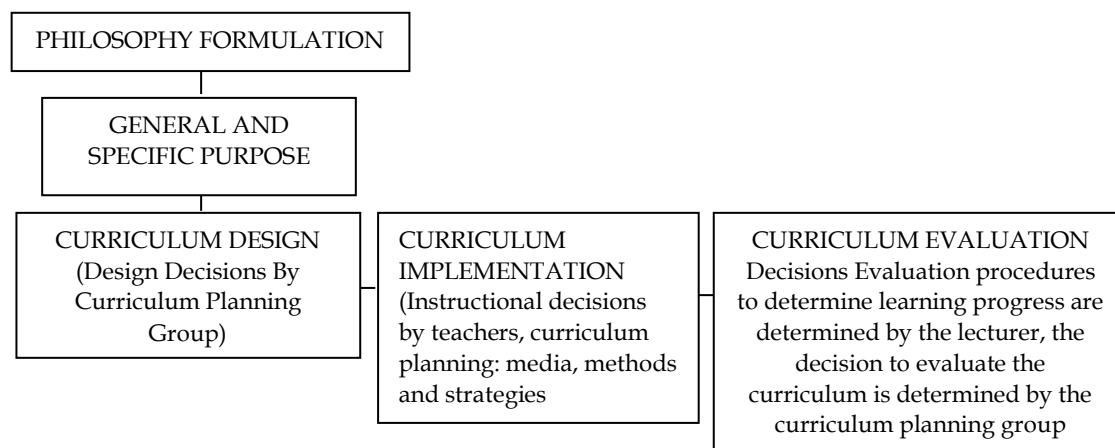 PHILOSOPHY FORMULATION
GENERAL AND
SPECIFIC PURPOSE
CURRICULUM DESIGN
(Design Decisions By
Curriculum Planning
Group)
CURRICULUM
IMPLEMENTATION
(Instructional decisions
by teachers, curriculum
planning: media, methods
and strategies
CURRICULUM EVALUATION
Decisions Evaluation procedures
to determine learning progress are
determined by the lecturer, the
decision to evaluate the
curriculum is determined by the
curriculum planning group